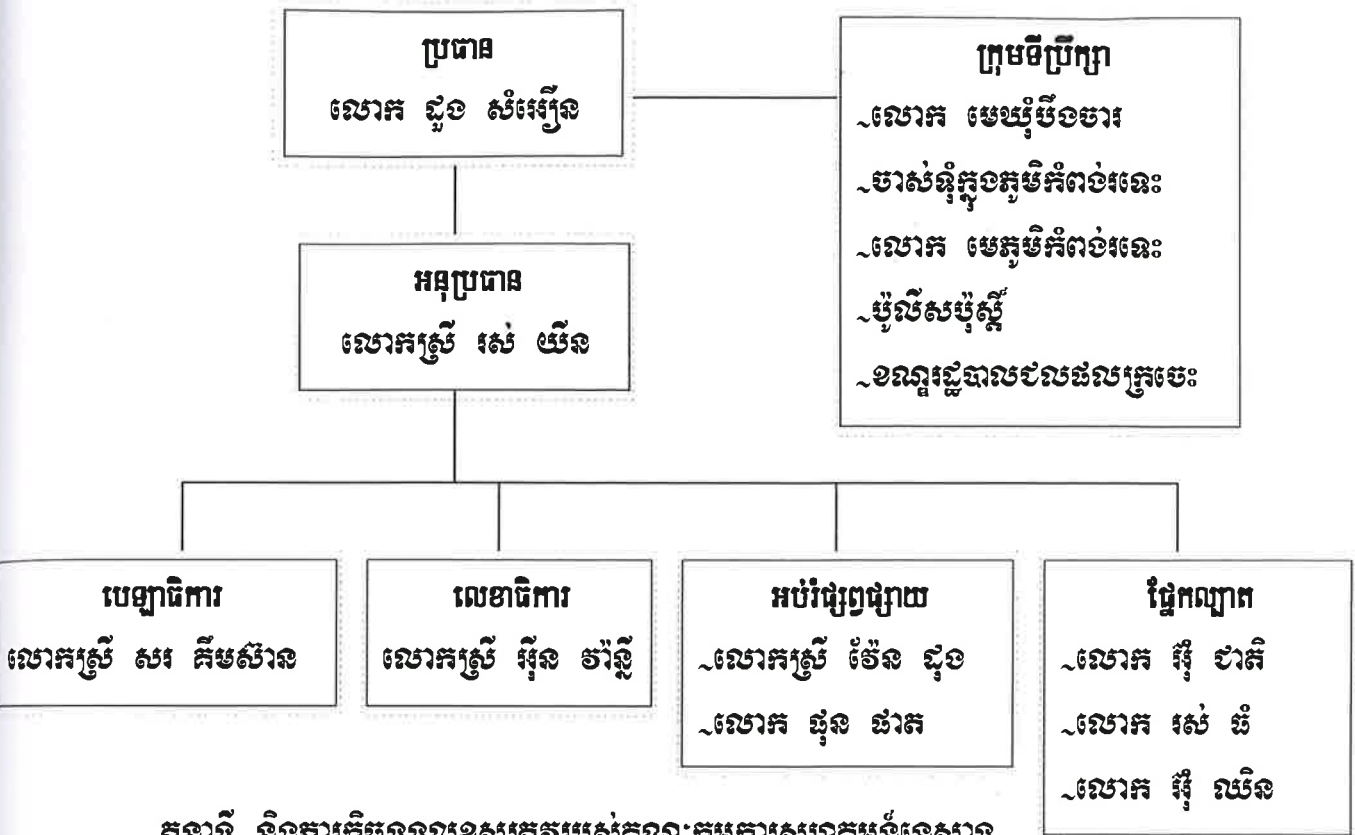 ប្រធាន
លោក ដួង សំអឿន
ក្រុមទីប្រឹក្សា
~លោក មេឃុំបឹងចារ
~ចាស់ទុំក្នុងភូមិកំពង់រទេះ
~លោក មេភូមិកំពង់រទេះ
~ប៉ូលីសប៉ុស្តិ៍
~ខណ្ឌរដ្ឋបាលជលផលក្រចេះ
អនុប្រធាន
លោកស្រី រស់ យីន
បេឡាធិការ
លោកស្រី សរ គឹមស៊ាន
លេខាធិការ
លោកស្រី អ៊ីន វ៉ាន្នី
អប់រំផ្សព្វផ្សាយ
~លោកស្រី វ៉ែន ដុង
~លោក ផុន ផាត
ផ្នែកល្បាត
~លោក អ៊ុំ ជាតិ
~លោក រស់ ធំ
~លោក អ៊ុំ ឈិន